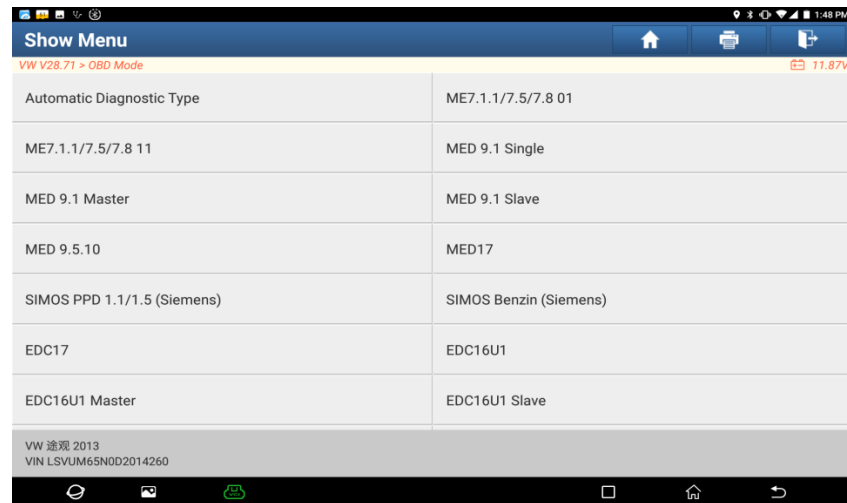 1:48 PM
Show Menu
VW V28.71 > OBD Mode 11.87V
Automatic Diagnostic Type ME7.1.1/7.5/7.8 01
ME7.1.1/7.5/7.8 11 MED 9.1 Single
MED 9.1 Master MED 9.1 Slave
MED 9.5.10 MED17
SIMOS PPD 1.1/1.5 (Siemens) SIMOS Benzin (Siemens)
EDC17 EDC16U1
EDC16U1 Master EDC16U1 Slave
VW 途观 2013
VIN LSVUM65N0D2014260